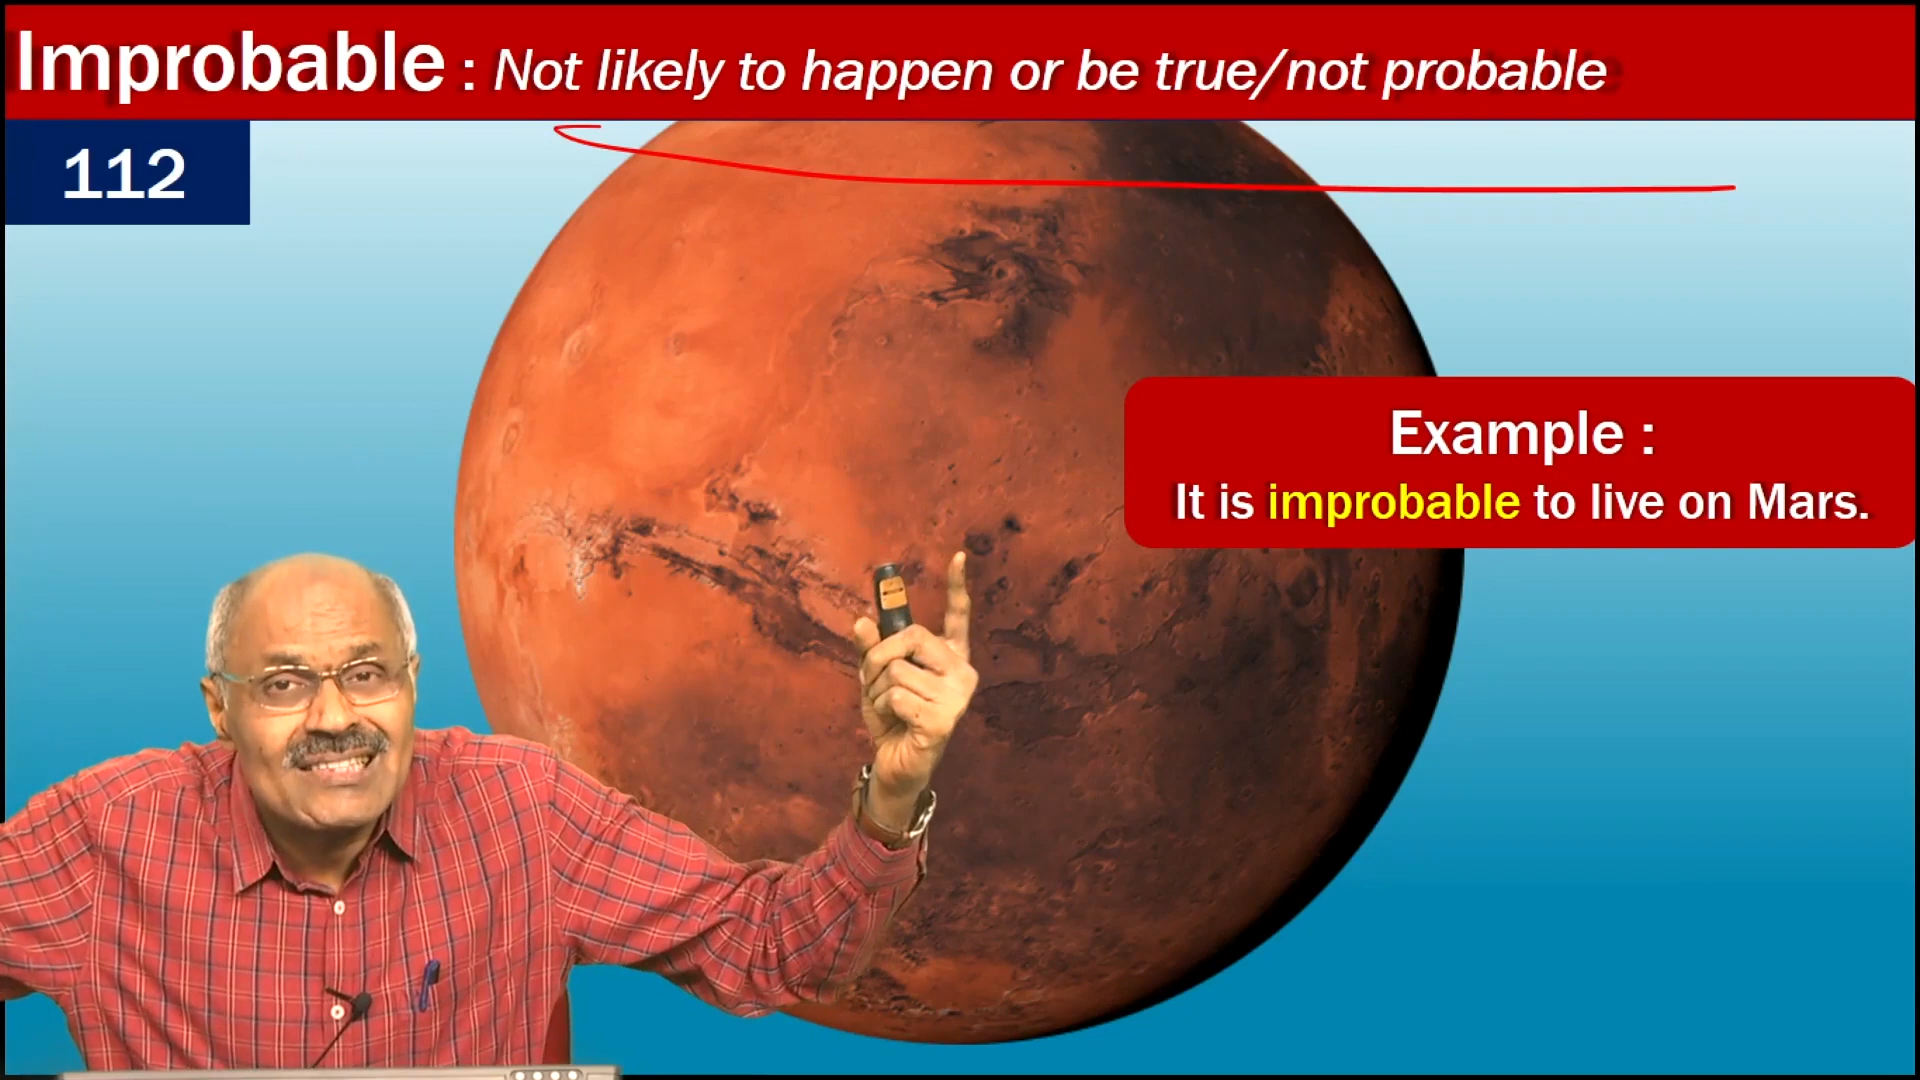 Improbable : Not likely to happen or be true/not probable
112
Example :
It is improbable to live on Mars.